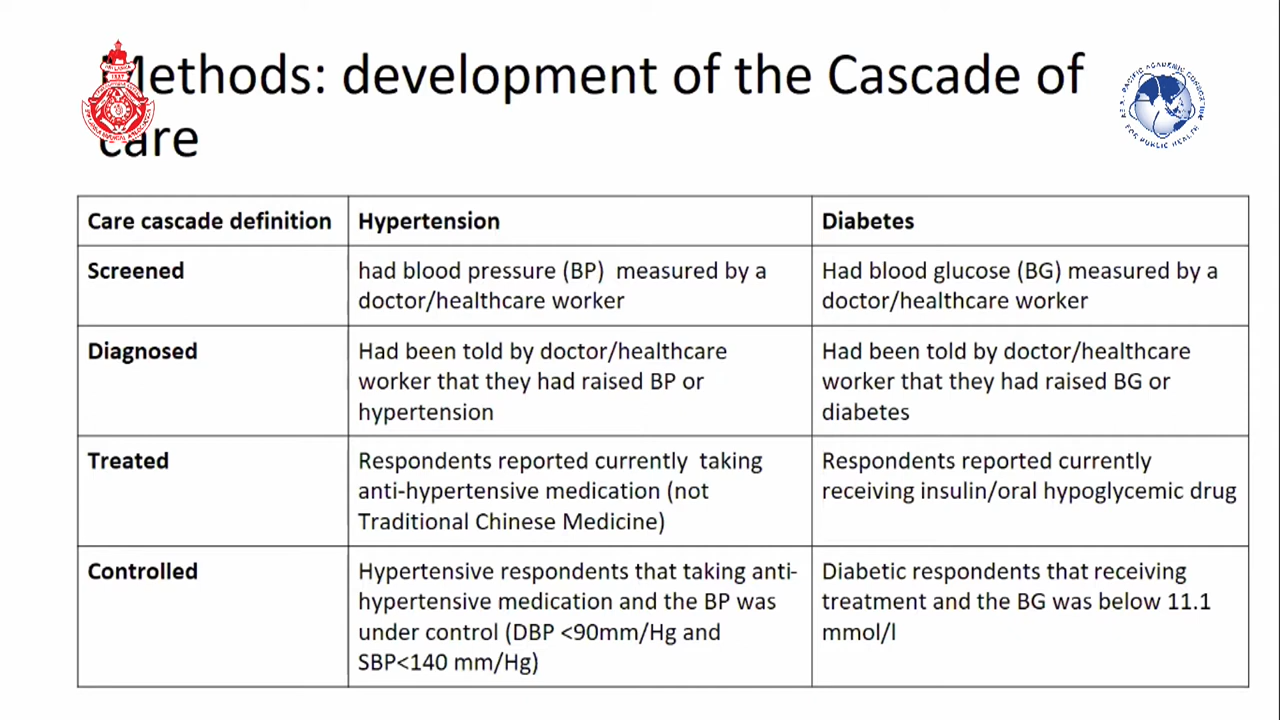 Methods: development of the Cascade of
care
PACIFIC ACADEMIC CONSORTIUM
FOR PUBLIC HEALTH
Care cascade definition Hypertension Diabetes
Screened had blood pressure (BP) measured by a Had blood glucose (BG) measured by a
doctor/healthcare worker doctor/healthcare worker
Diagnosed Had been told by doctor/healthcare Had been told by doctor/healthcare
worker that they had raised BP or worker that they had raised BG or
hypertension diabetes
Treated Respondents reported currently taking Respondents reported currently
anti-hypertensive medication (not receiving insulin/oral hypoglycemic drug
Traditional Chinese Medicine)
Controlled Hypertensive respondents that taking anti- Diabetic respondents that receiving
hypertensive medication and the BP was treatment and the BG was below 11.1
under control (DBP <90mm/Hg and mmol/l
SBP<140 mm/Hg)